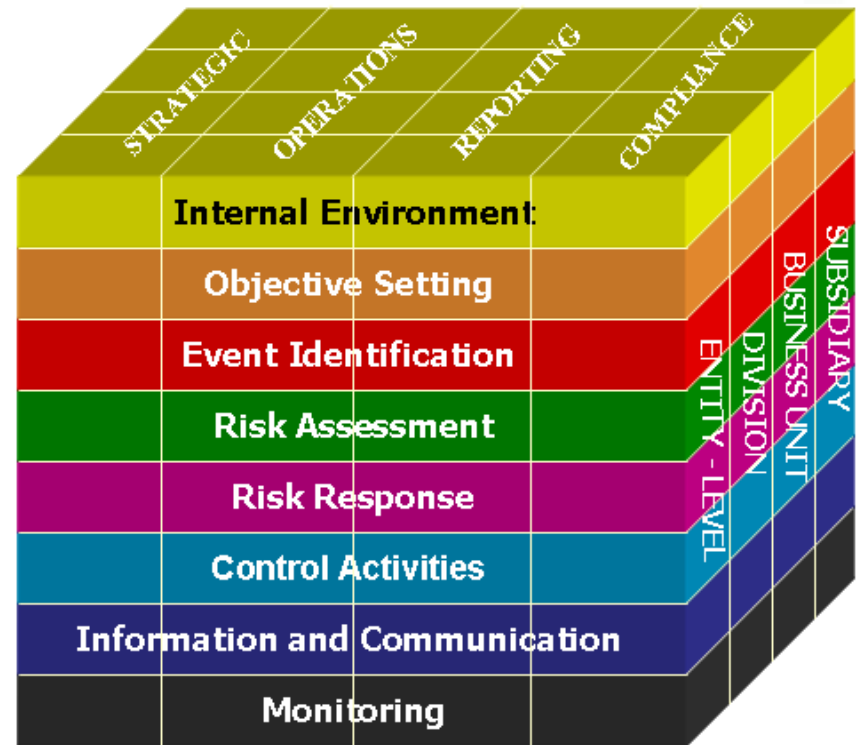 STRATEGIC
OPERATIONS
REPORTING
COMPLIANCE
Internal Environment
Objective Setting
Event Identification
Risk Assessment
Risk Response
Control Activities
Information and Communication
Monitoring
ENTITY - LEVEL
DIVISION
BUSINESS UNIT
SUBSIDIARY